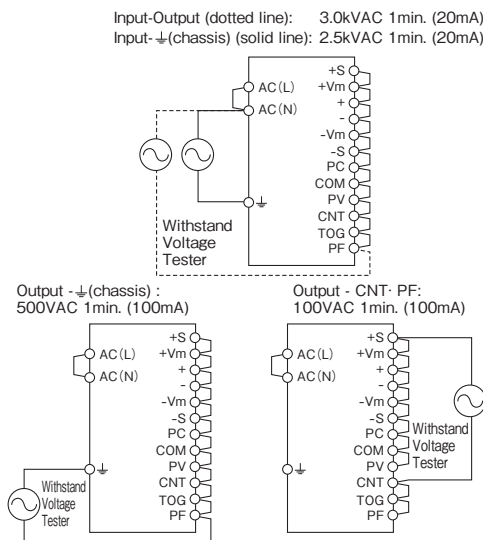 Input-Output (dotted line): 3.0kVAC 1min. (20mA)
Input-⏚(chassis) (solid line): 2.5kVAC 1min. (20mA)
+S
AC(L)
+Vm
+
AC(N)
-
-Vm
-S
PC
COM
PV
⏚
CNT
TOG
PF
Withstand
Voltage
Tester
Output -⏚(chassis) :
500VAC 1min. (100mA)
+S
AC(L)
+Vm
+
AC(N)
-
-Vm
-S
PC
COM
PV
⏚
CNT
TOG
PF
Withstand
Voltage
Tester
Output - CNT· PF:
100VAC 1min. (100mA)
+S
AC(L)
+Vm
+
AC(N)
-
-Vm
-S
PC
COM
PV
⏚
CNT
TOG
PF
Withstand
Voltage
Tester